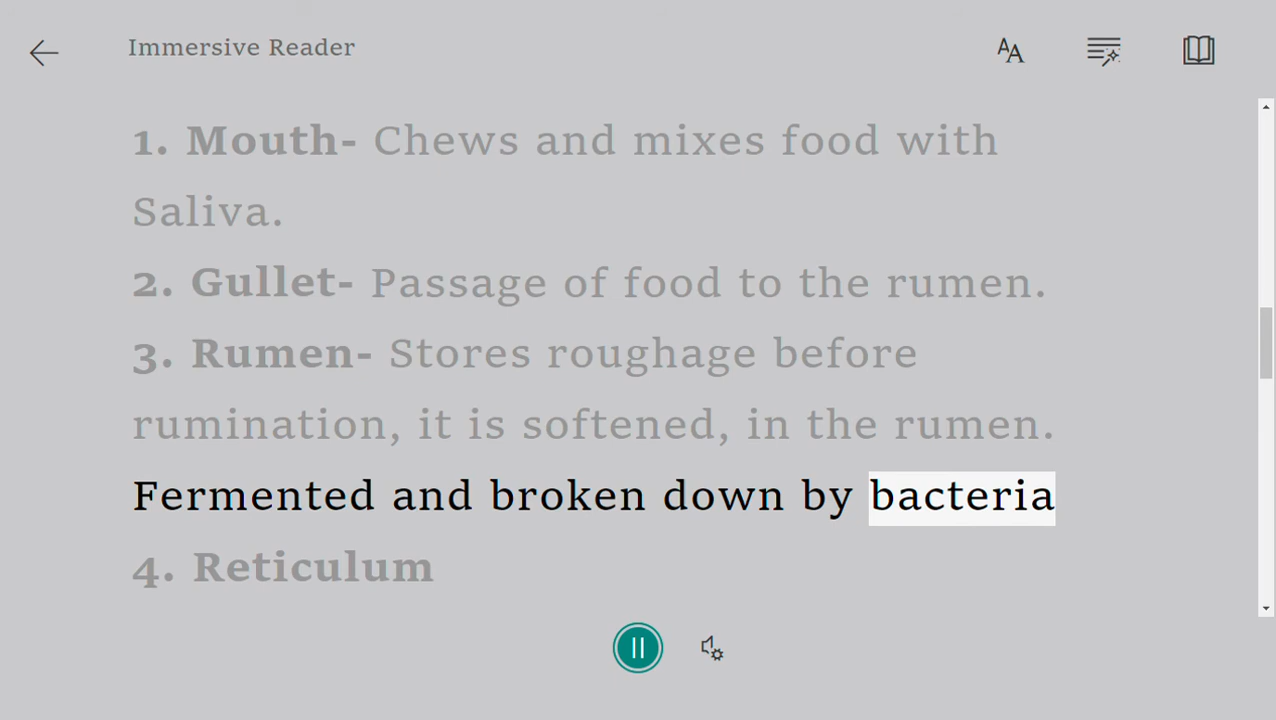 Immersive Reader
1. Mouth- Chews and mixes food with
Saliva.
2. Gullet- Passage of food to the rumen.
3. Rumen- Stores roughage before
rumination, it is softened, in the rumen.
Fermented and broken down by bacteria
4. Reticulum